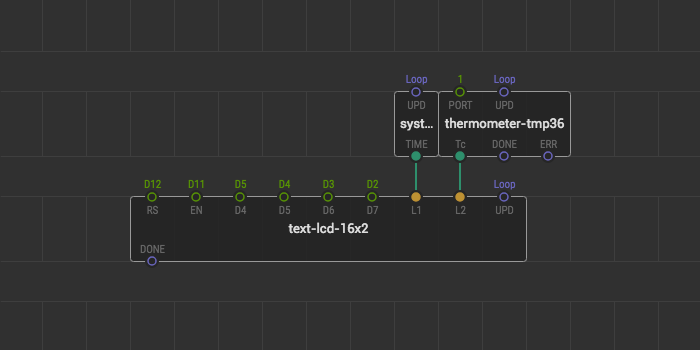 Loop 1 Loop
UPD PORT UPD
syst… thermometer-tmp36
TIME Tc DONE ERR
D12 D11 D5 D4 D3 D2 Loop
RS EN D4 D5 D6 D7 L1 L2 UPD
text-lcd-16x2
DONE